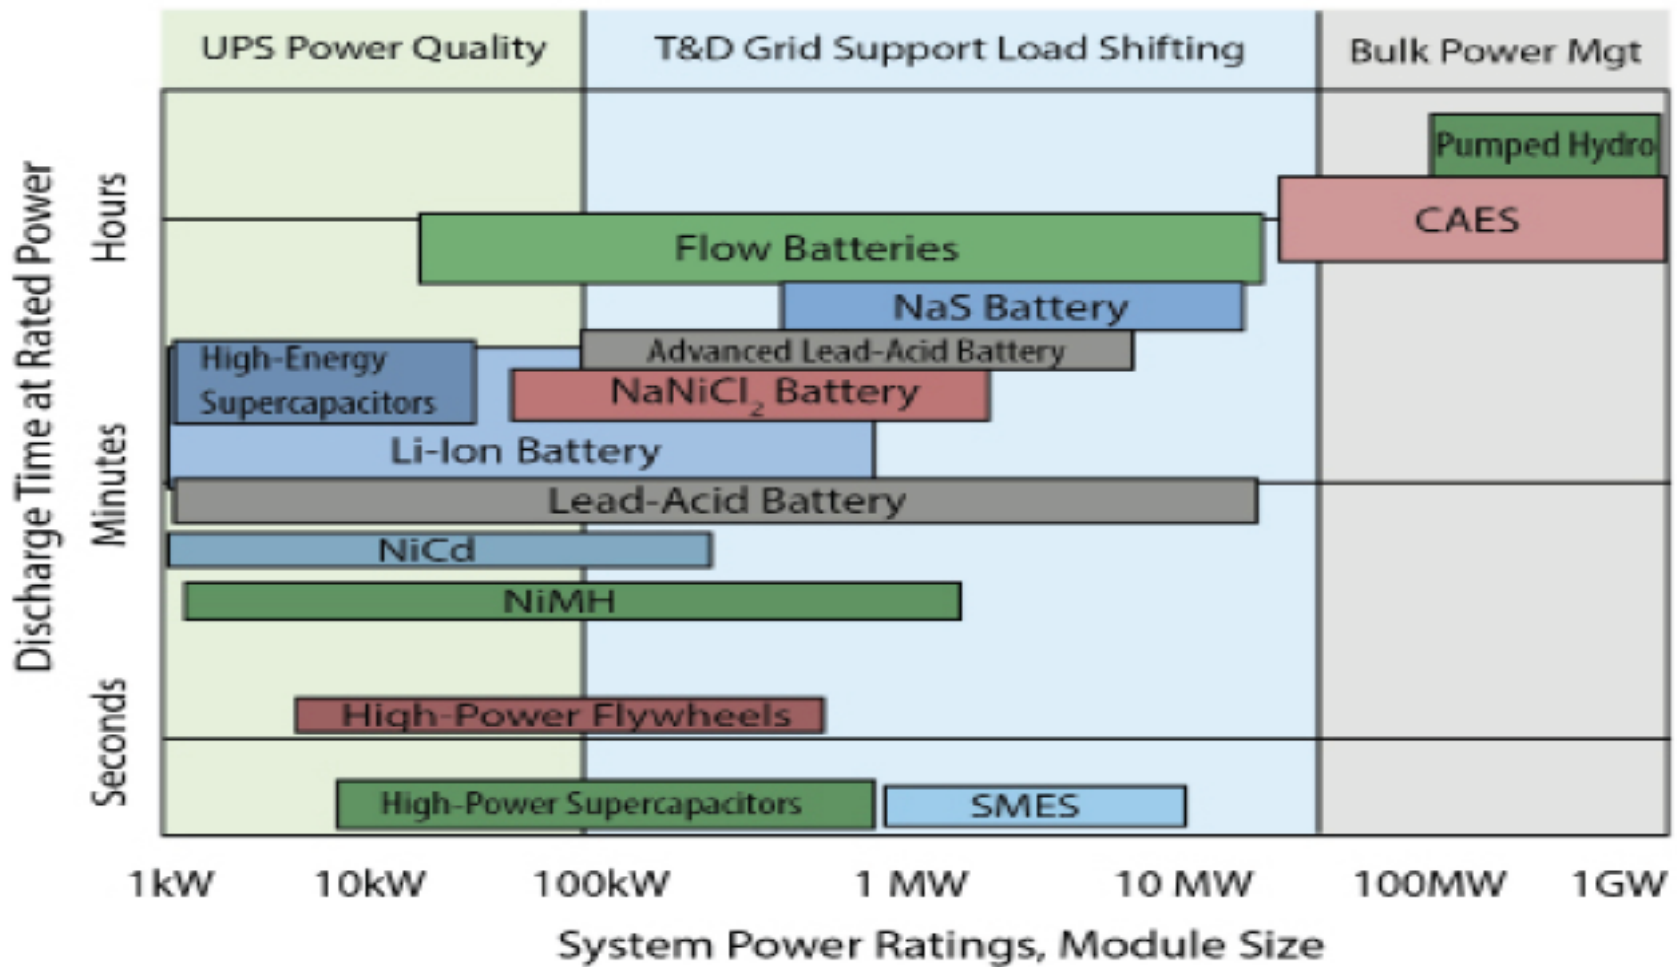 UPS Power Quality
T&D Grid Support Load Shifting
Bulk Power Mgt
Discharge Time at Rated Power
Hours
Minutes
Seconds
Pumped Hydro
CAES
Flow Batteries
NaS Battery
Advanced Lead-Acid Battery
High-Energy
Supercapacitors
NaNiCl₂ Battery
Li-Ion Battery
Lead-Acid Battery
NiCd
NiMH
High-Power Flywheels
High-Power Supercapacitors
SMES
1kW 10kW 100kW 1 MW 10 MW 100MW 1GW
System Power Ratings, Module Size